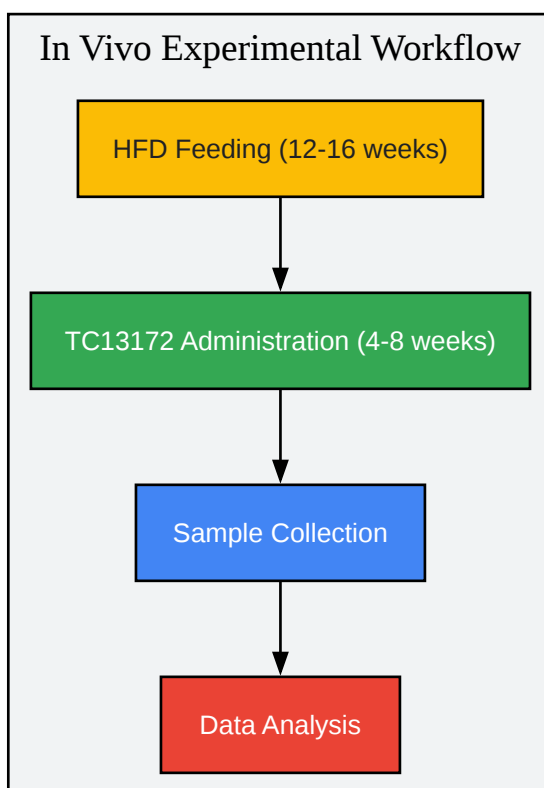 In Vivo Experimental Workflow
HFD Feeding (12-16 weeks)
TC13172 Administration (4-8 weeks)
Sample Collection
Data Analysis